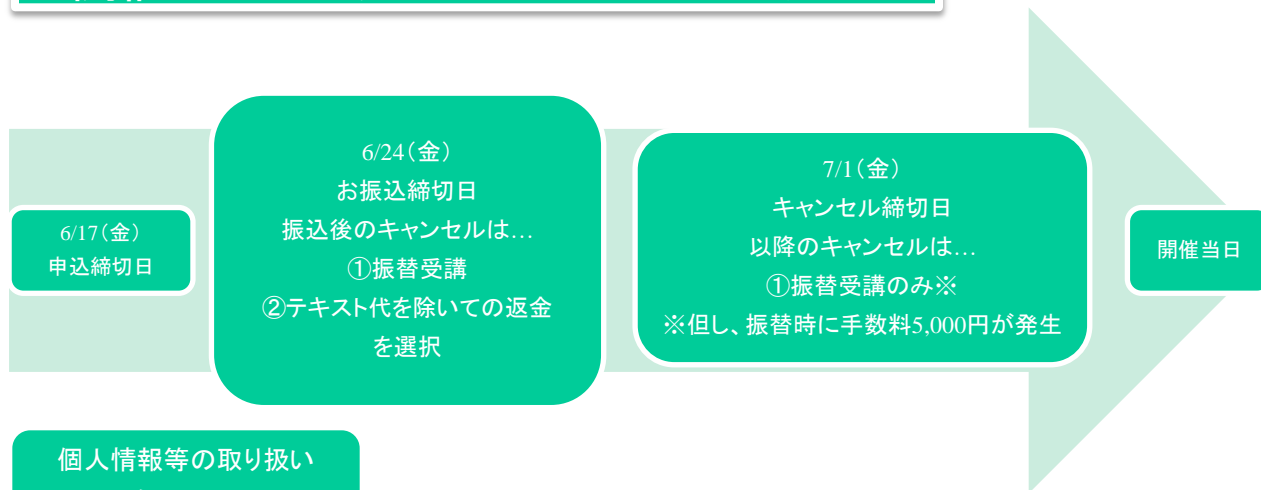 6/17(金)
申込締切日
6/24(金)
お振込締切日
振込後のキャンセルは…
①振替受講
②テキスト代を除いての返金
を選択
7/1(金)
キャンセル締切日
以降のキャンセルは…
①振替受講のみ※
※但し、振替時に手数料5,000円が発生
開催当日
個人情報等の取り扱い